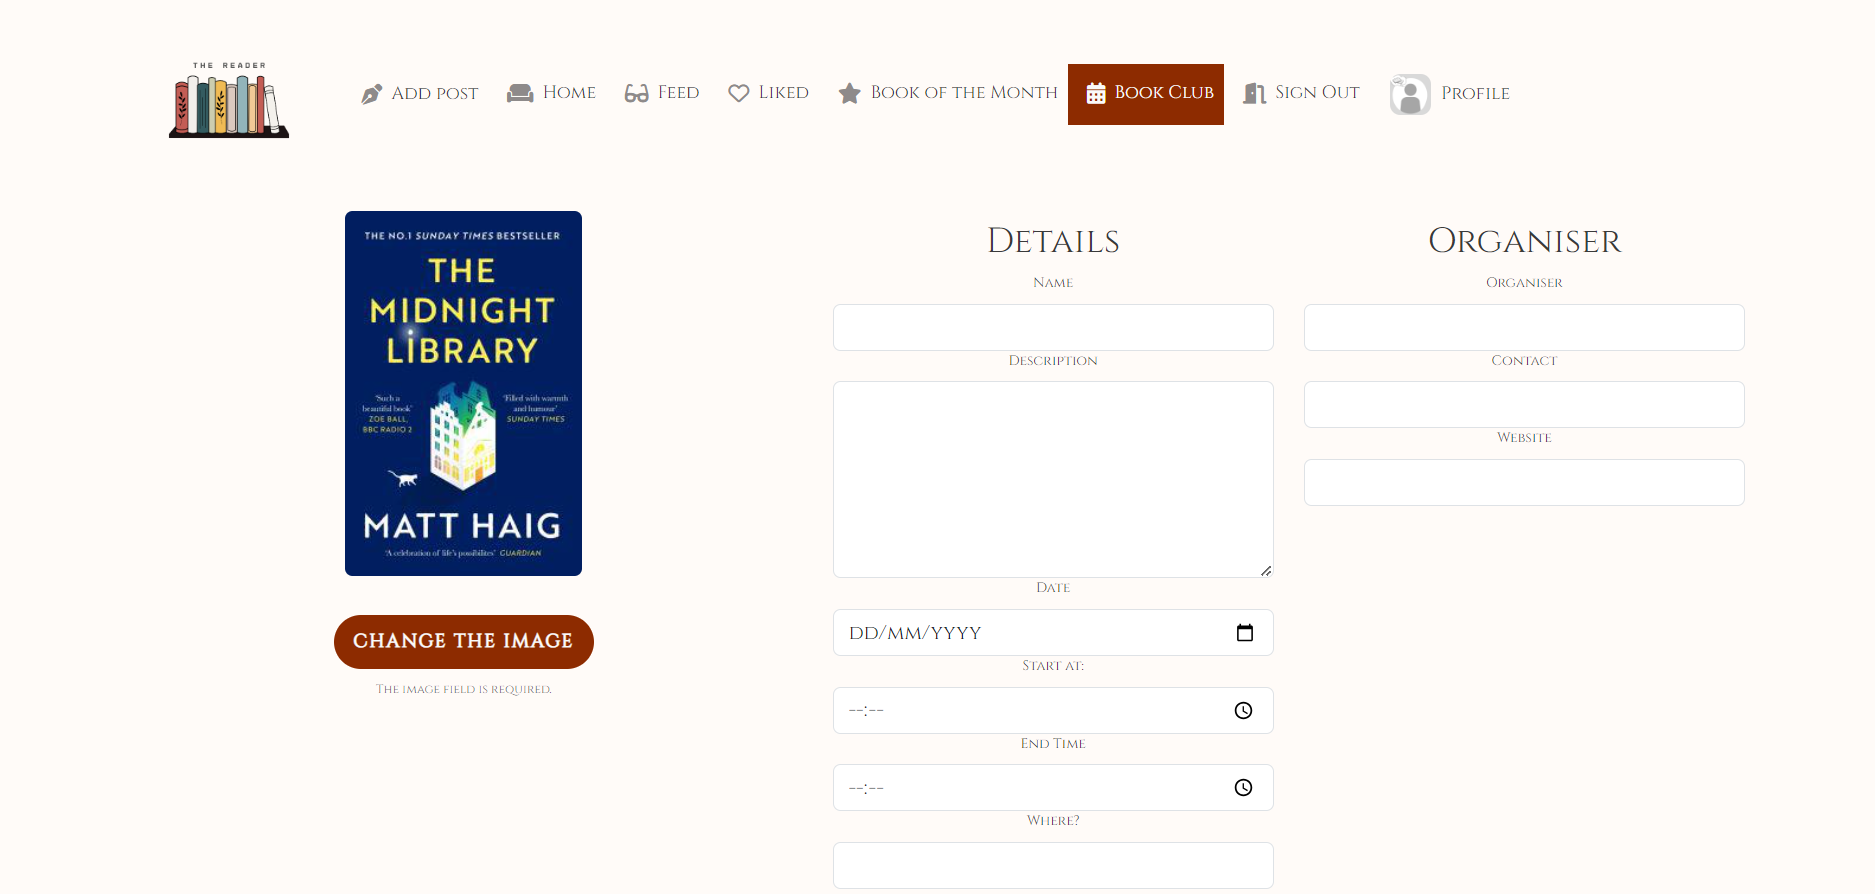 THE READER
Add post
Home
Feed
Liked
Book of the Month
Book Club
Sign Out
Profile
THE NO.1 SUNDAY TIMES BESTSELLER
THE
MIDNIGHT
LIBRARY
'Such a
beautiful book'
ZOE BALL,
BBC RADIO 2
'Filled with warmth
and humour'
SUNDAY TIMES
MATT HAIG
'A celebration of life's possibilites' GUARDIAN
CHANGE THE IMAGE
The image field is required.
Details
Name
Description
Date
DD/MM/YYYY
Start at:
--:--
End Time
--:--
Where?
Organiser
Organiser
Contact
Website